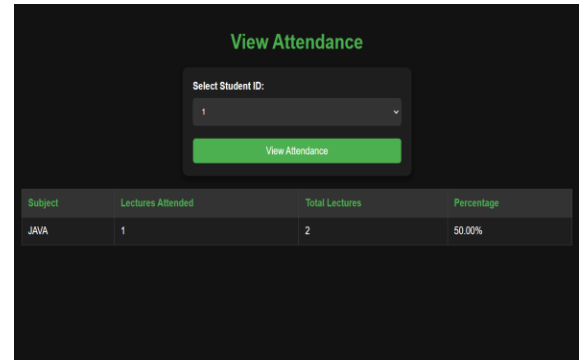 View Attendance
Select Student ID:
1
View Attendance
Subject Lectures Attended Total Lectures Percentage
JAVA 1 2 50.00%